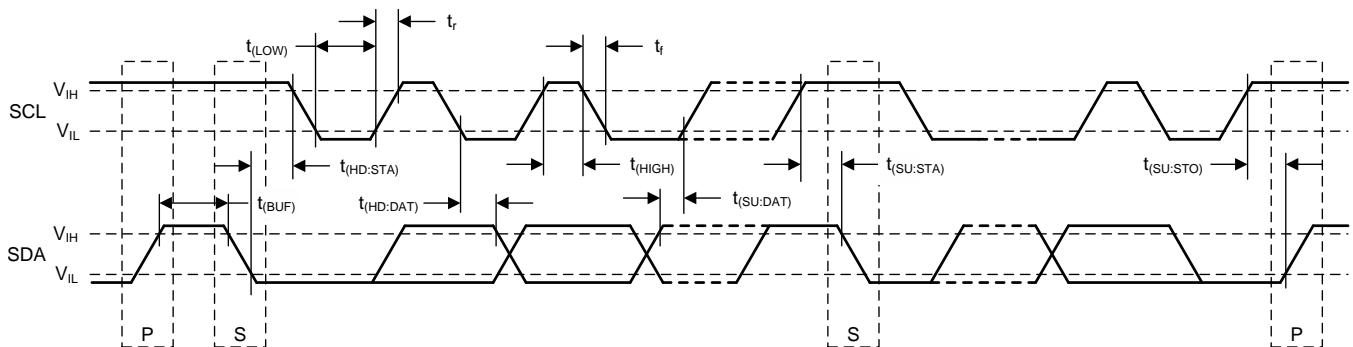 t(LOW)
tr
tf
SCL
VIH
VIL
t(HD:STA)
t(HIGH)
t(SU:STA)
t(SU:STO)
t(BUF)
t(HD:DAT)
t(SU:DAT)
SDA
VIH
VIL
P
S
S
P